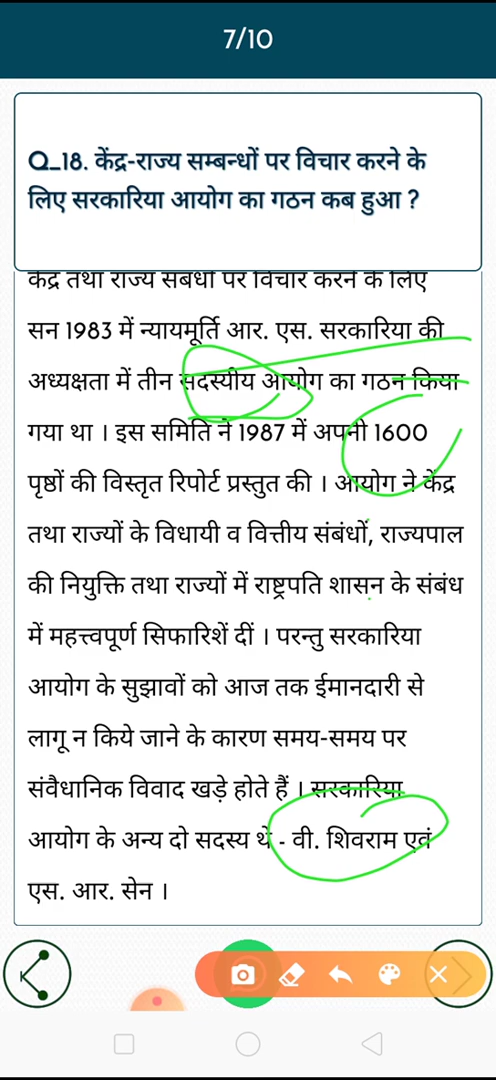 7/10
Q_18. केंद्र-राज्य सम्बन्धों पर विचार करने के
लिए सरकारिया आयोग का गठन कब हुआ ?
केंद्र तथा राज्य संबंधों पर विचार करने के लिए
सन 1983 में न्यायमूर्ति आर. एस. सरकारिया की
अध्यक्षता में तीन सदस्यीय आयोग का गठन किया
गया था । इस समिति ने 1987 में अपनी 1600
पृष्ठों की विस्तृत रिपोर्ट प्रस्तुत की । आयोग ने केंद्र
तथा राज्यों के विधायी व वित्तीय संबंधों, राज्यपाल
की नियुक्ति तथा राज्यों में राष्ट्रपति शासन के संबंध
में महत्त्वपूर्ण सिफारिशें दीं । परन्तु सरकारिया
आयोग के सुझावों को आज तक ईमानदारी से
लागू न किये जाने के कारण समय-समय पर
संवैधानिक विवाद खड़े होते हैं । सरकारिया
आयोग के अन्य दो सदस्य थे - वी. शिवराम एवं
एस. आर. सेन ।